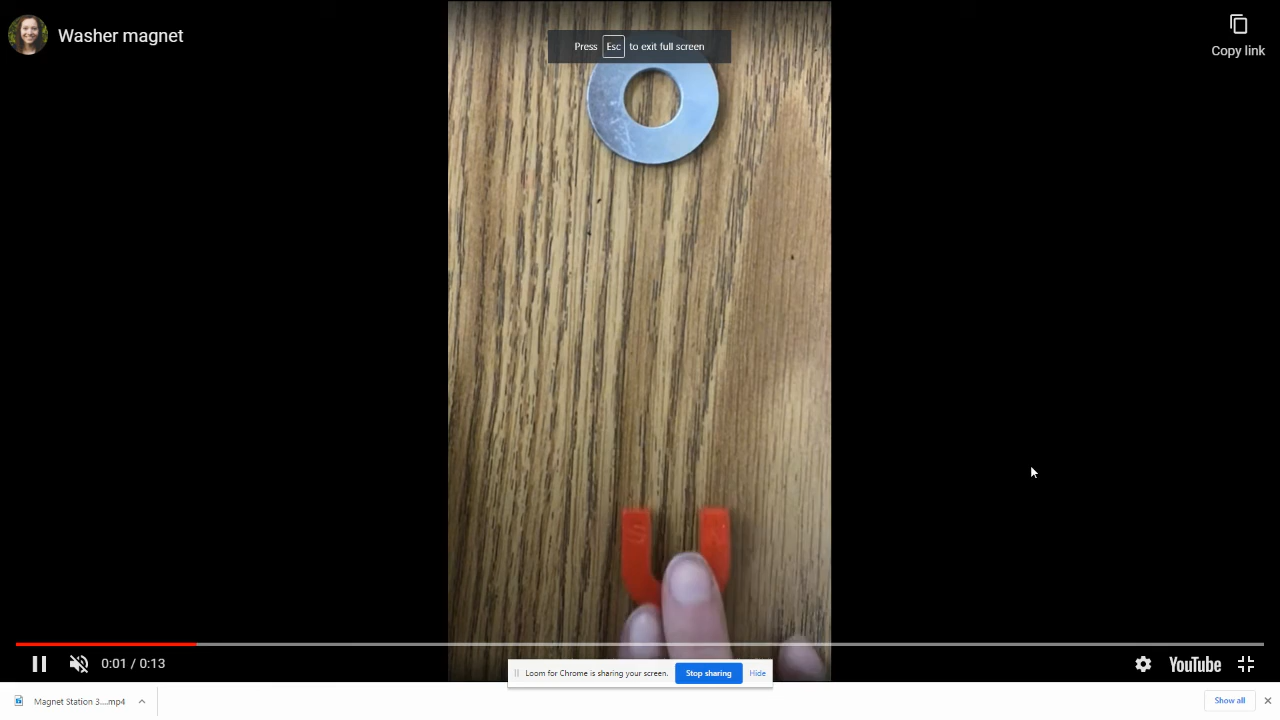 Washer magnet
Copy link
Press Esc to exit full screen
S N
0:01 / 0:13
YouTube
Loom for Chrome is sharing your screen. Stop sharing Hide
Magnet Station 3....mp4
Show all